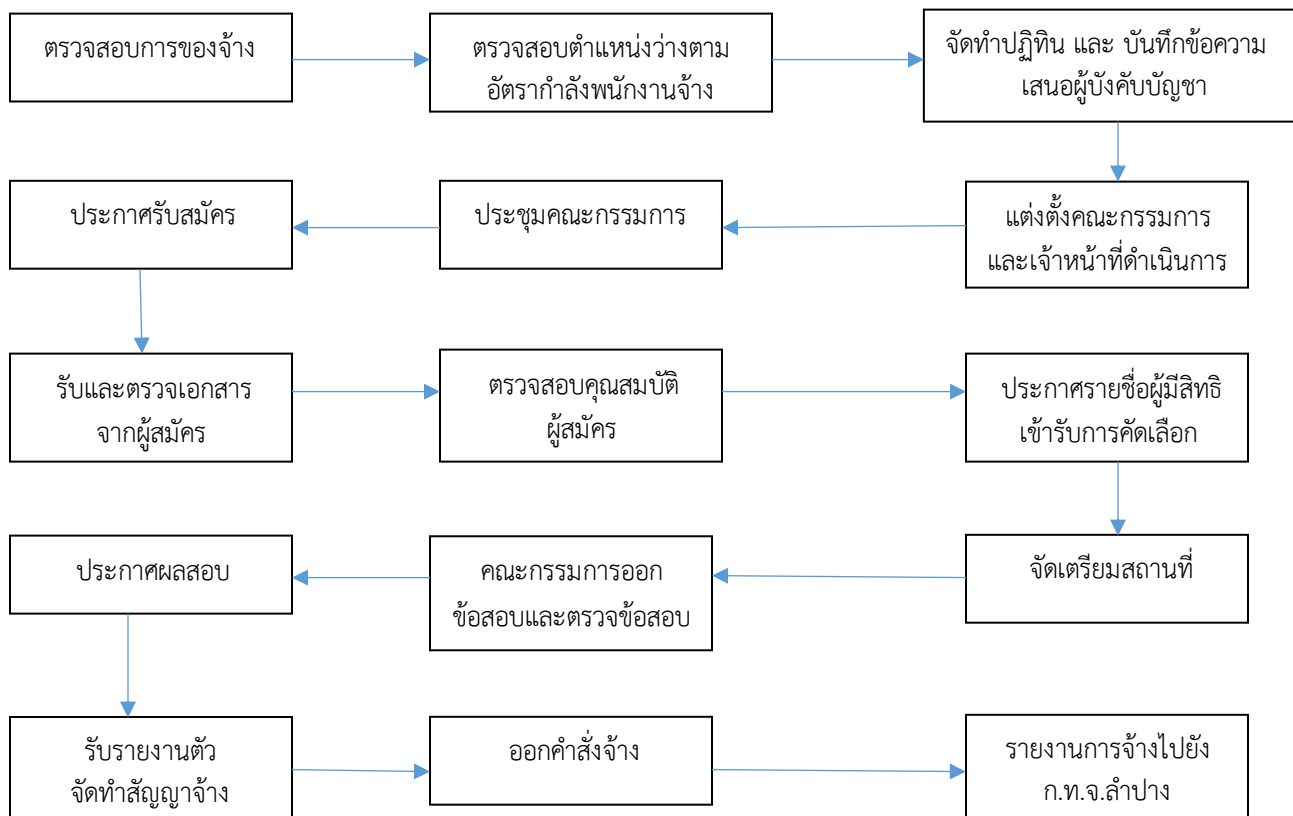 ตรวจสอบการของจ้าง
ตรวจสอบตำแหน่งว่างตาม
อัตรากำลังพนักงานจ้าง
จัดทำปฏิทิน และ บันทึกข้อความ
เสนอผู้บังคับบัญชา
แต่งตั้งคณะกรรมการ
และเจ้าหน้าที่ดำเนินการ
ประชุมคณะกรรมการ
ประกาศรับสมัคร
รับและตรวจเอกสาร
จากผู้สมัคร
ตรวจสอบคุณสมบัติ
ผู้สมัคร
ประกาศรายชื่อผู้มีสิทธิ
เข้ารับการคัดเลือก
จัดเตรียมสถานที่
คณะกรรมการออก
ข้อสอบและตรวจข้อสอบ
ประกาศผลสอบ
รับรายงานตัว
จัดทำสัญญาจ้าง
ออกคำสั่งจ้าง
รายงานการจ้างไปยัง
ก.ท.จ.ลำปาง